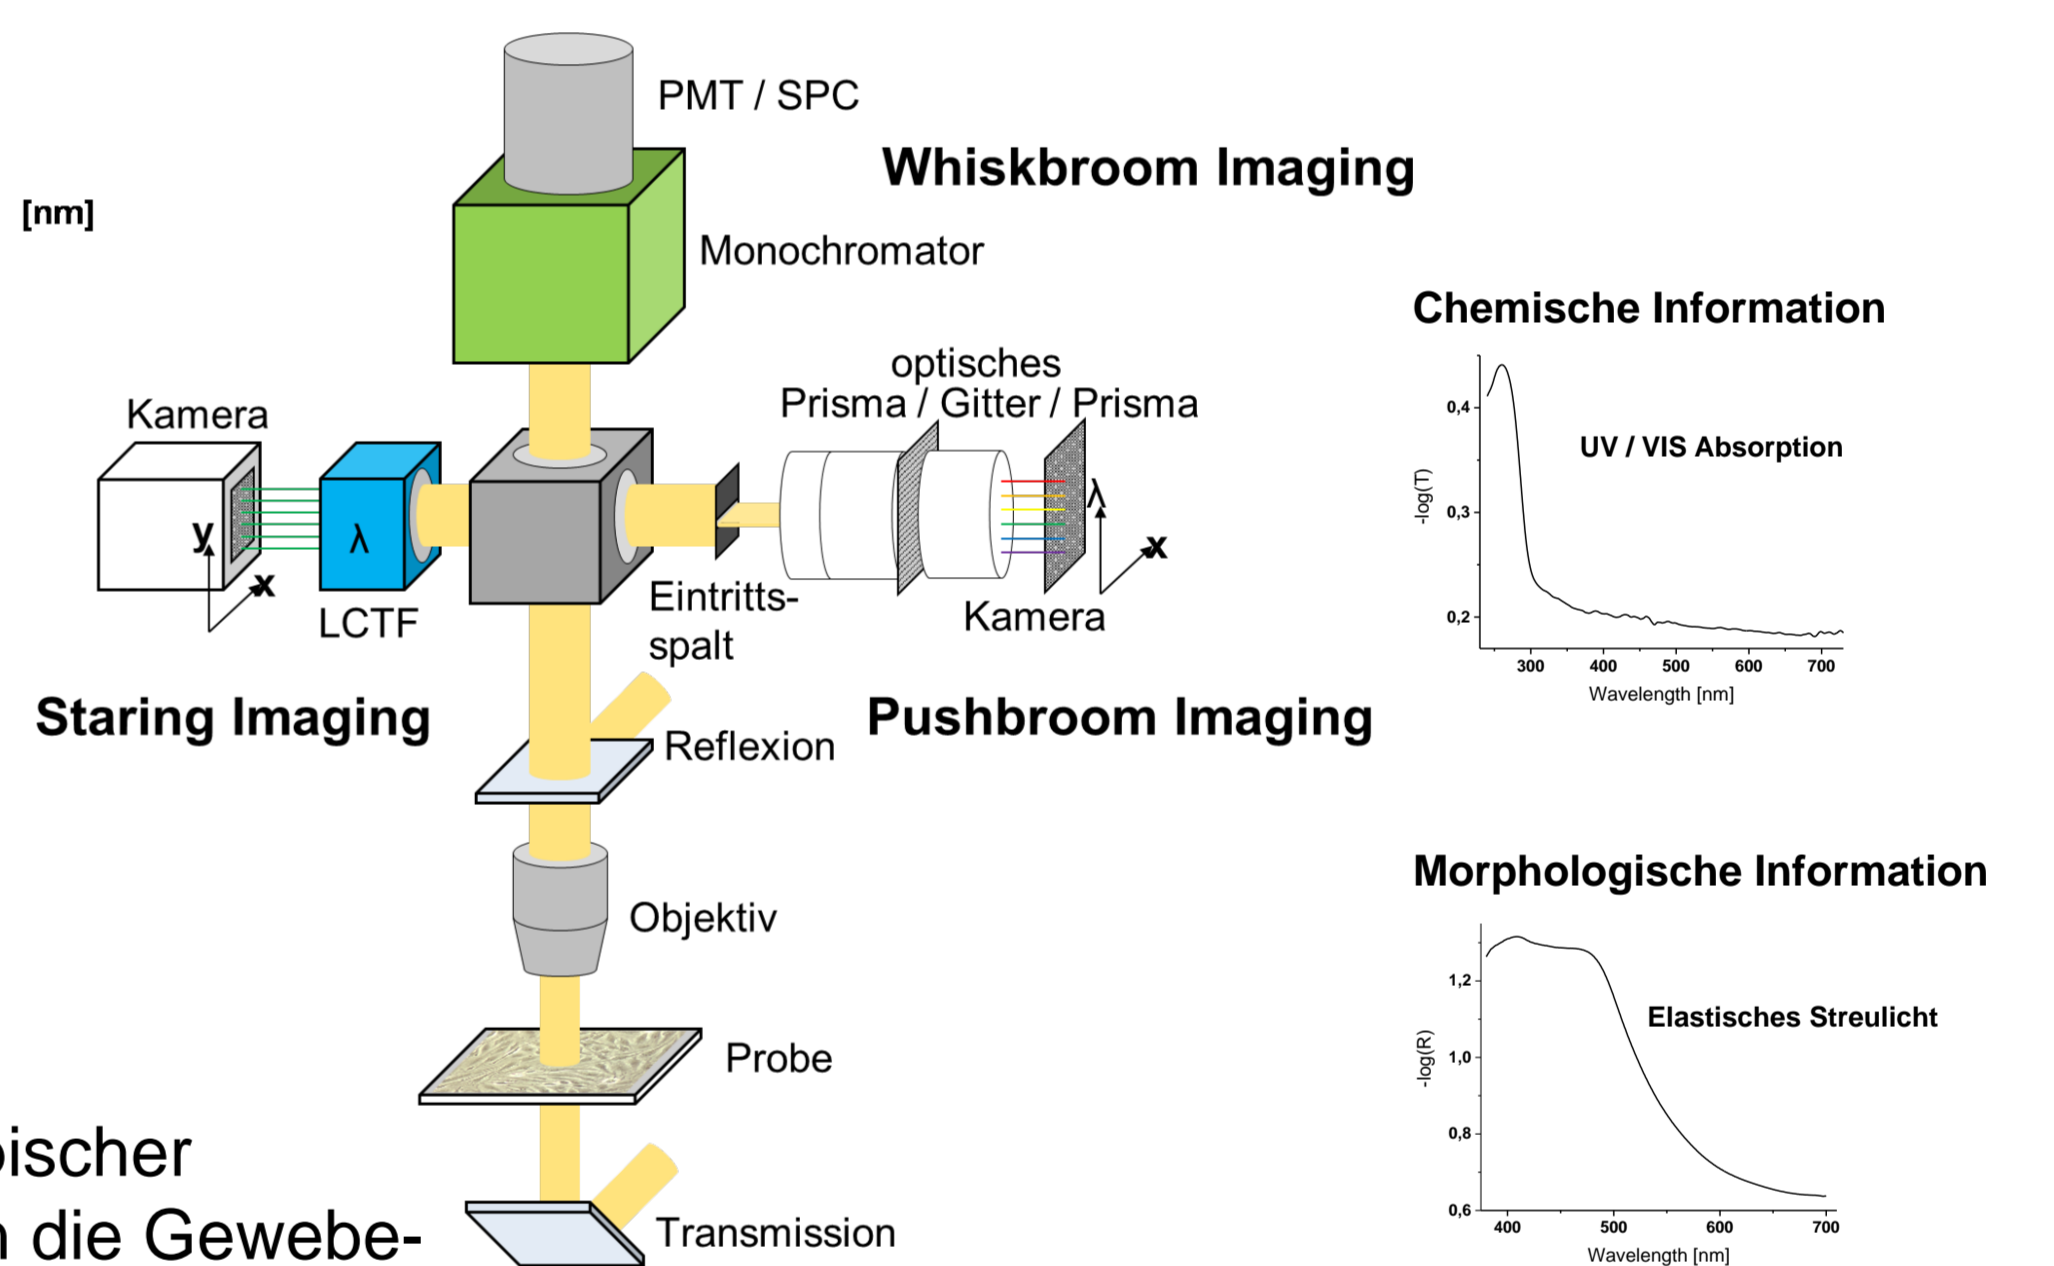 PMT / SPC
Whiskbroom Imaging
[nm]
Monochromator
Chemische Information
optisches
Prisma / Gitter / Prisma
Kamera
0,4
UV / VIS Absorption
-log(T)
λ
0,3
y
λ
x
x
Eintritts-
spalt
Kamera
LCTF
0,2
300 400 500 600 700
Wavelength [nm]
Staring Imaging
Pushbroom Imaging
Reflexion
Morphologische Information
Objektiv
1,2
Elastisches Streulicht
-log(R)
1,0
Probe
0,8
ischer
die Gewebe-
Transmission
0,6
400 500 600 700
Wavelength [nm]